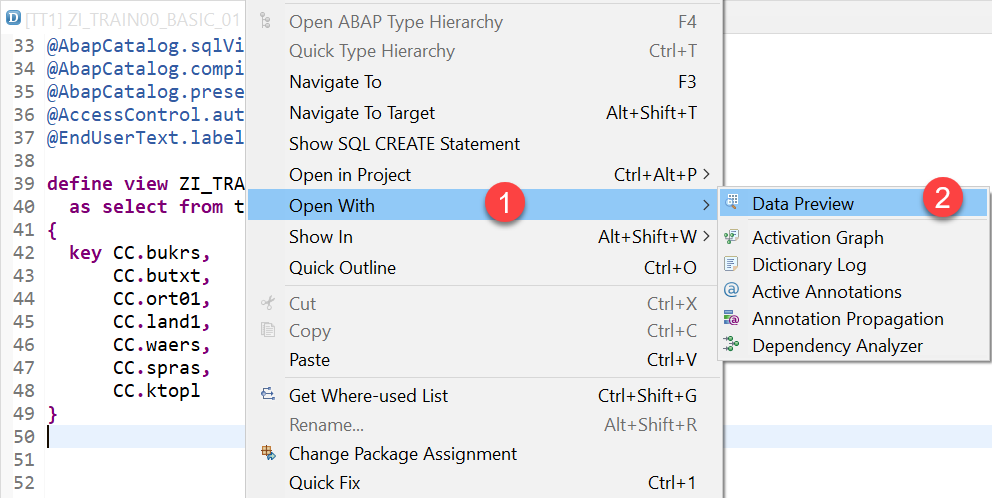 D [TT1] ZI_TRAIN00_BASIC_01
33 @AbapCatalog.sqlVi
34 @AbapCatalog.compi
35 @AbapCatalog.prese
36 @AccessControl.aut
37 @EndUserText.label
38
39 define view ZI_TRA
40 as select from t
41 {
42 key CC.bukrs,
43 CC.butxt,
44 CC.ort01,
45 CC.land1,
46 CC.waers,
47 CC.spras,
48 CC.ktopl
49 }
50
51
52
Open ABAP Type Hierarchy F4
Quick Type Hierarchy Ctrl+T
Navigate To F3
Navigate To Target Alt+Shift+T
Show SQL CREATE Statement
Open in Project Ctrl+Alt+P >
Open With 1 >
Show In Alt+Shift+W >
Quick Outline Ctrl+O
Cut Ctrl+X
Copy Ctrl+C
Paste Ctrl+V
Get Where-used List Ctrl+Shift+G
Rename... Alt+Shift+R
Change Package Assignment
Quick Fix Ctrl+1
Data Preview 2
Activation Graph
Dictionary Log
@ Active Annotations
Annotation Propagation
Dependency Analyzer